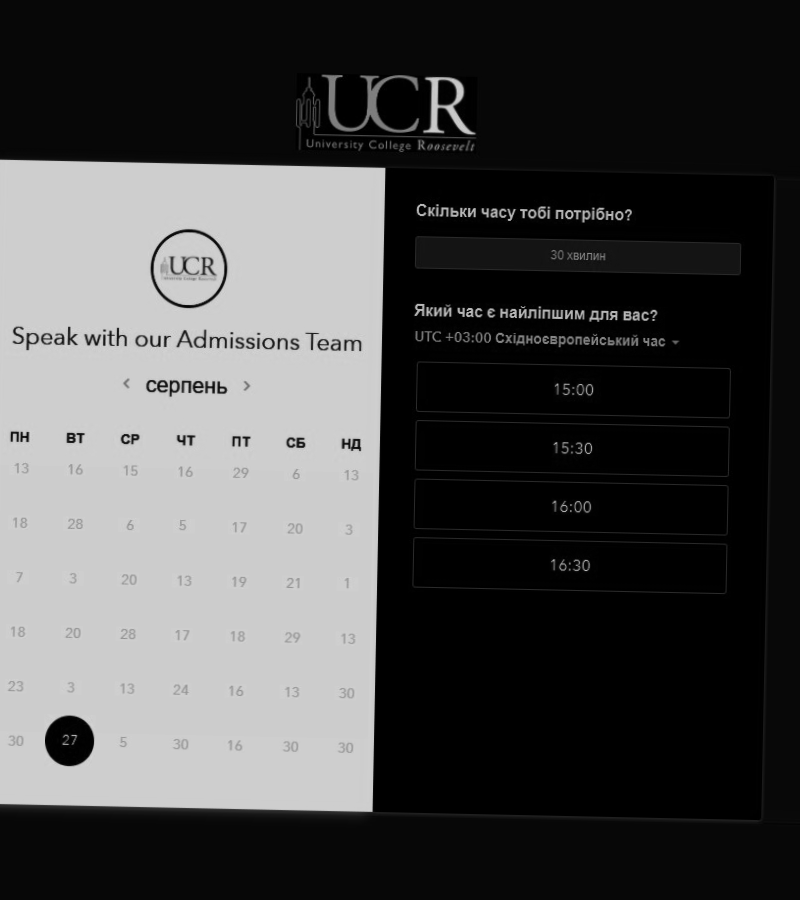 UCR
University College Roosevelt
UCR
University College Roosevelt
Speak with our Admissions Team
серпень
ПН ВТ СР ЧТ ПТ СБ НД
13 16 15 16 29 6 13
18 28 6 5 17 20 3
7 3 20 13 19 21 1
18 20 28 17 18 29 13
23 3 13 24 16 13 30
30 27 5 30 16 30 30
Скільки часу тобі потрібно?
30 хвилин
Який час є найліпшим для вас?
UTC +03:00 Східноєвропейський час
15:00
15:30
16:00
16:30